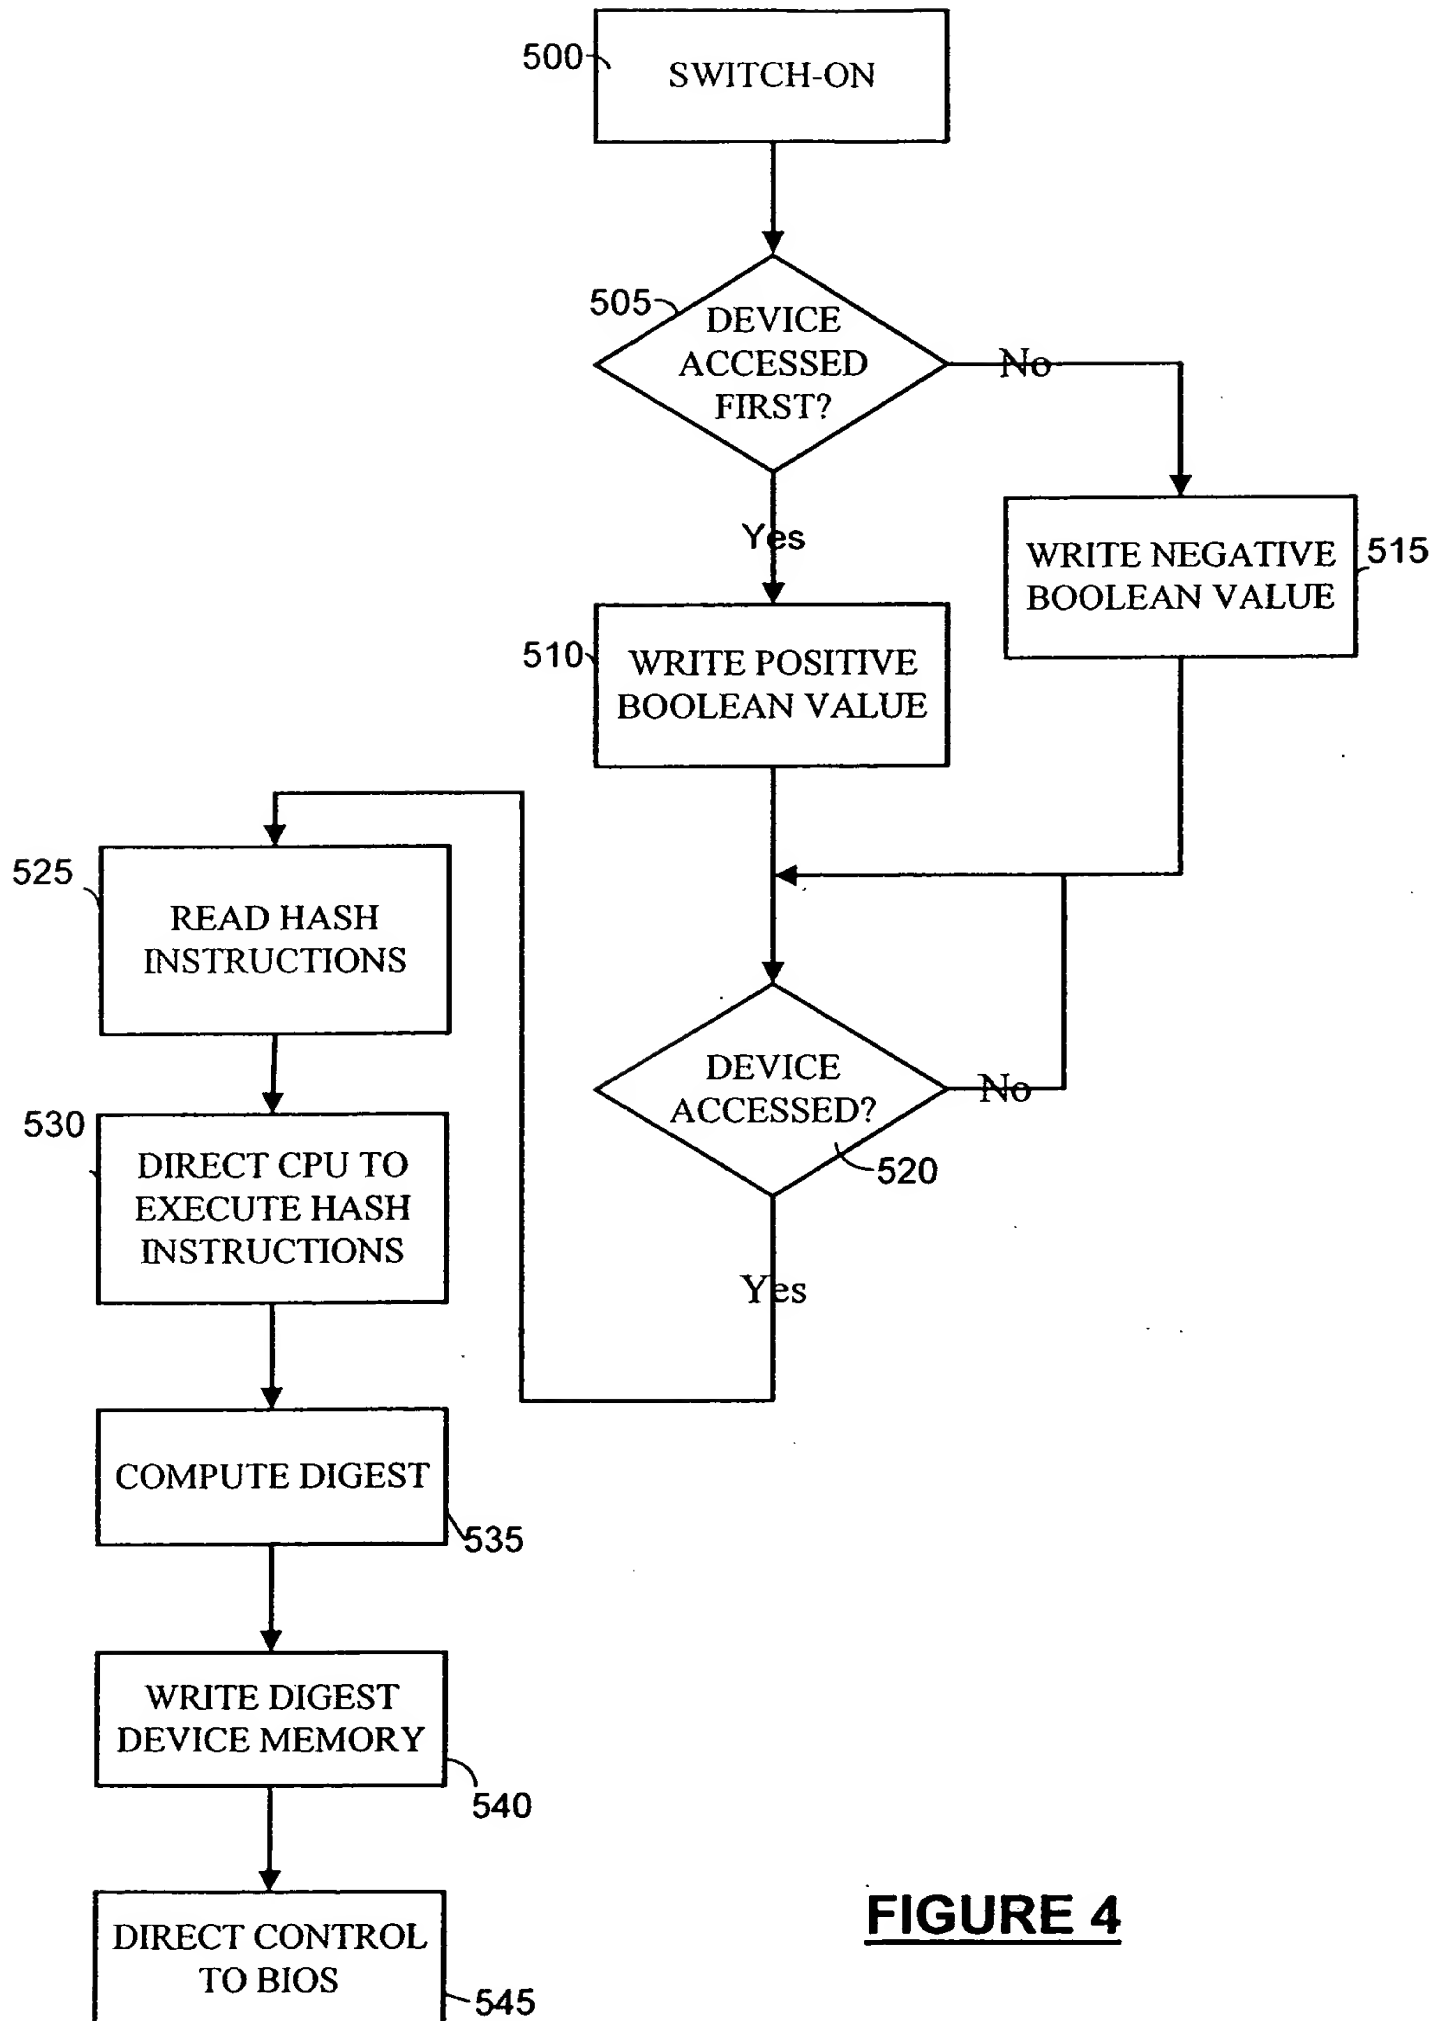 500
SWITCH-ON
505
DEVICE
ACCESSED
FIRST?
No
Yes
WRITE NEGATIVE
BOOLEAN VALUE
515
510
WRITE POSITIVE
BOOLEAN VALUE
525
READ HASH
INSTRUCTIONS
DEVICE
ACCESSED?
No
520
Yes
530
DIRECT CPU TO
EXECUTE HASH
INSTRUCTIONS
COMPUTE DIGEST
535
WRITE DIGEST
DEVICE MEMORY
540
DIRECT CONTROL
TO BIOS
545
FIGURE 4